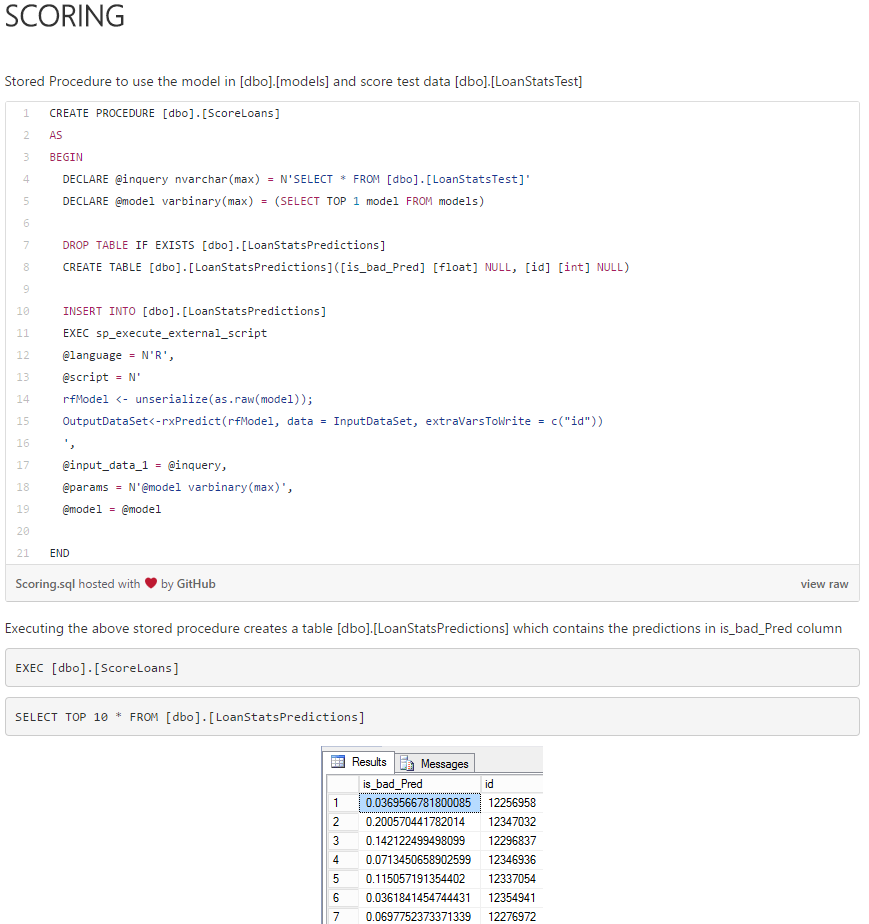 SCORING
Stored Procedure to use the model in [dbo].[models] and score test data [dbo].[LoanStatsTest]
1 CREATE PROCEDURE [dbo].[ScoreLoans]
2 AS
3 BEGIN
4 DECLARE @inquery nvarchar(max) = N'SELECT * FROM [dbo].[LoanStatsTest]'
5 DECLARE @model varbinary(max) = (SELECT TOP 1 model FROM models)
6
7 DROP TABLE IF EXISTS [dbo].[LoanStatsPredictions]
8 CREATE TABLE [dbo].[LoanStatsPredictions]([is_bad_Pred] [float] NULL, [id] [int] NULL)
9
10 INSERT INTO [dbo].[LoanStatsPredictions]
11 EXEC sp_execute_external_script
12 @language = N'R',
13 @script = N'
14 rfModel <- unserialize(as.raw(model));
15 OutputDataSet<-rxPredict(rfModel, data = InputDataSet, extraVarsToWrite = c("id"))
16 ',
17 @input_data_1 = @inquery,
18 @params = N'@model varbinary(max)',
19 @model = @model
20
21 END
Scoring.sql hosted with ❤ by GitHub view raw
Executing the above stored procedure creates a table [dbo].[LoanStatsPredictions] which contains the predictions in is_bad_Pred column
EXEC [dbo].[ScoreLoans]
SELECT TOP 10 * FROM [dbo].[LoanStatsPredictions]
Results Messages
is_bad_Pred id
1 0.0369566781800085 12256958
2 0.200570441782014 12347032
3 0.142122499498099 12296837
4 0.0713450658902599 12346936
5 0.115057191354402 12337054
6 0.0361841454744431 12354941
7 0.0697752373371339 12276972